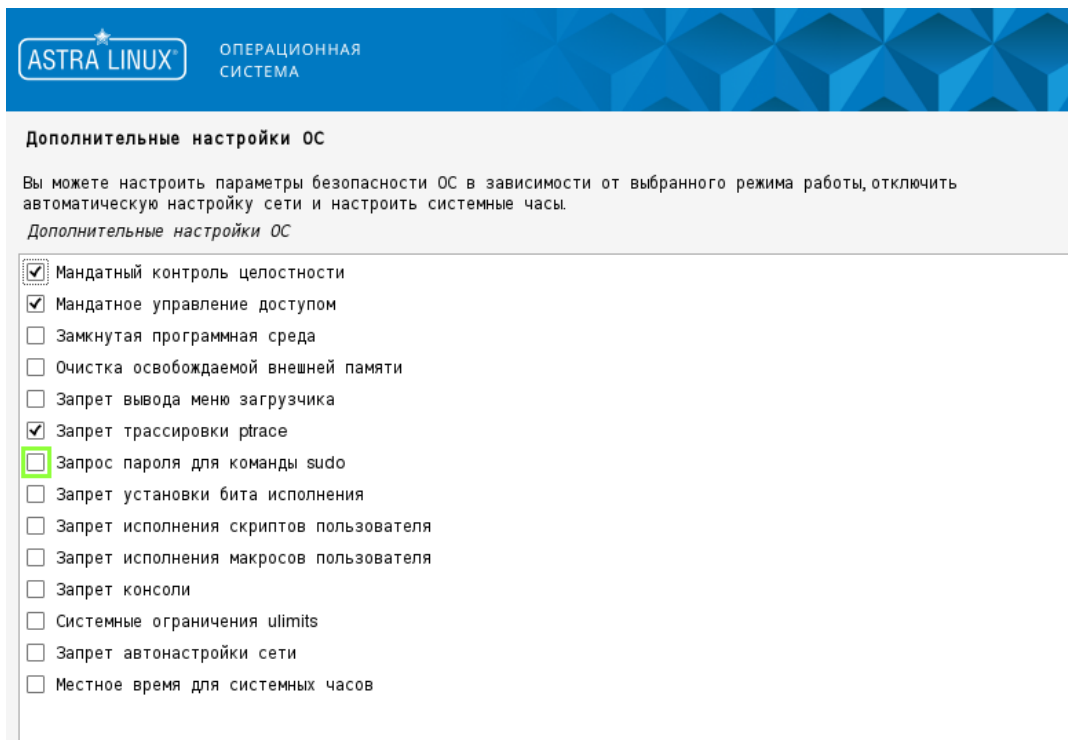 ASTRA LINUX®
ОПЕРАЦИОННАЯ
СИСТЕМА
Дополнительные настройки ОС
Вы можете настроить параметры безопасности ОС в зависимости от выбранного режима работы, отключить
автоматическую настройку сети и настроить системные часы.
Дополнительные настройки ОС
Мандатный контроль целостности
Мандатное управление доступом
Замкнутая программная среда
Очистка освобождаемой внешней памяти
Запрет вывода меню загрузчика
Запрет трассировки ptrace
Запрос пароля для команды sudo
Запрет установки бита исполнения
Запрет исполнения скриптов пользователя
Запрет исполнения макросов пользователя
Запрет консоли
Системные ограничения ulimits
Запрет автонастройки сети
Местное время для системных часов